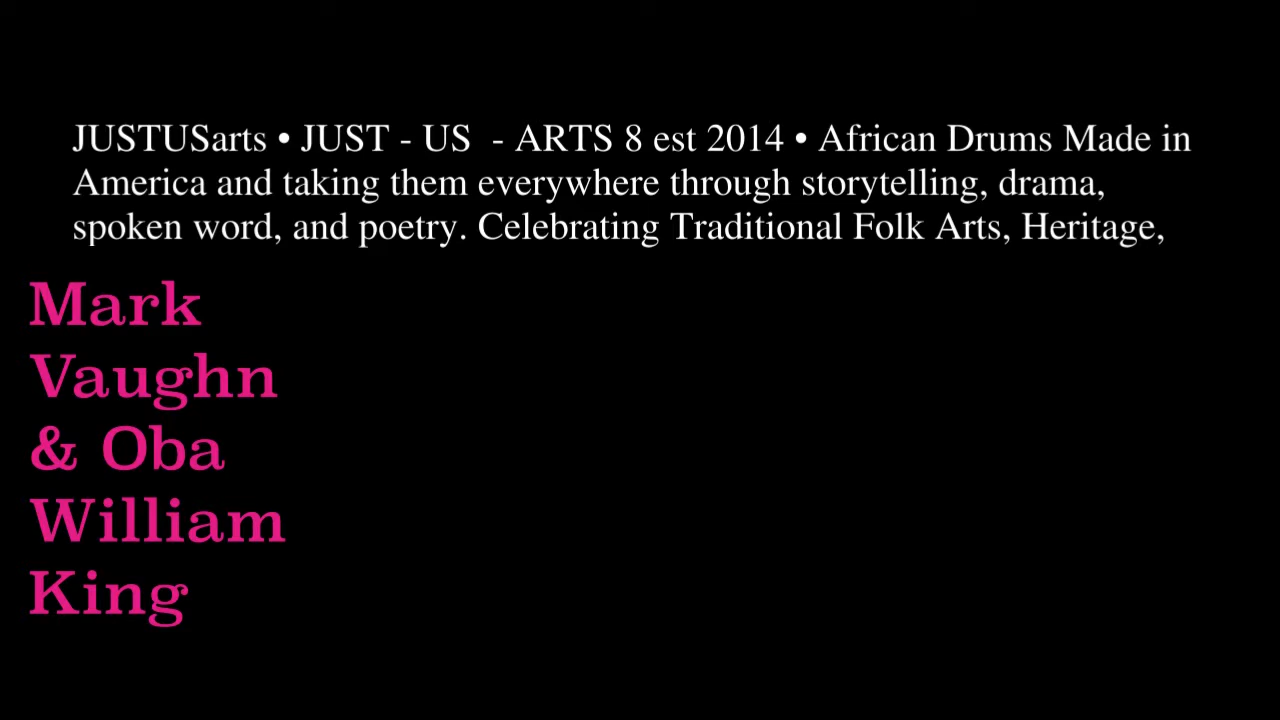 JUSTUSarts • JUST - US  - ARTS 8 est 2014 • African Drums Made in
America and taking them everywhere through storytelling, drama,
spoken word, and poetry. Celebrating Traditional Folk Arts, Heritage,
Mark
Vaughn
& Oba
William
King